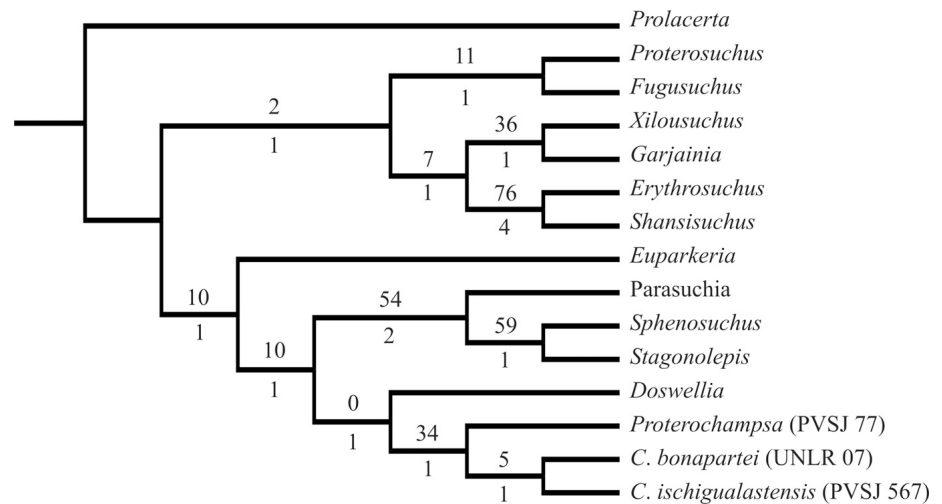 Prolacerta
11
Proterosuchus
1
Fugusuchus
2
1
36
Xilousuchus
1
Garjainia
7
1
76
Erythrosuchus
4
Shansisuchus
Euparkeria
10
1
54
Parasuchia
2
59
Sphenosuchus
1
Stagonolepis
10
1
0
Doswellia
1
34
Proterochampsa (PVSJ 77)
1
5
C. bonapartei (UNLR 07)
1
C. ischigualastensis (PVSJ 567)